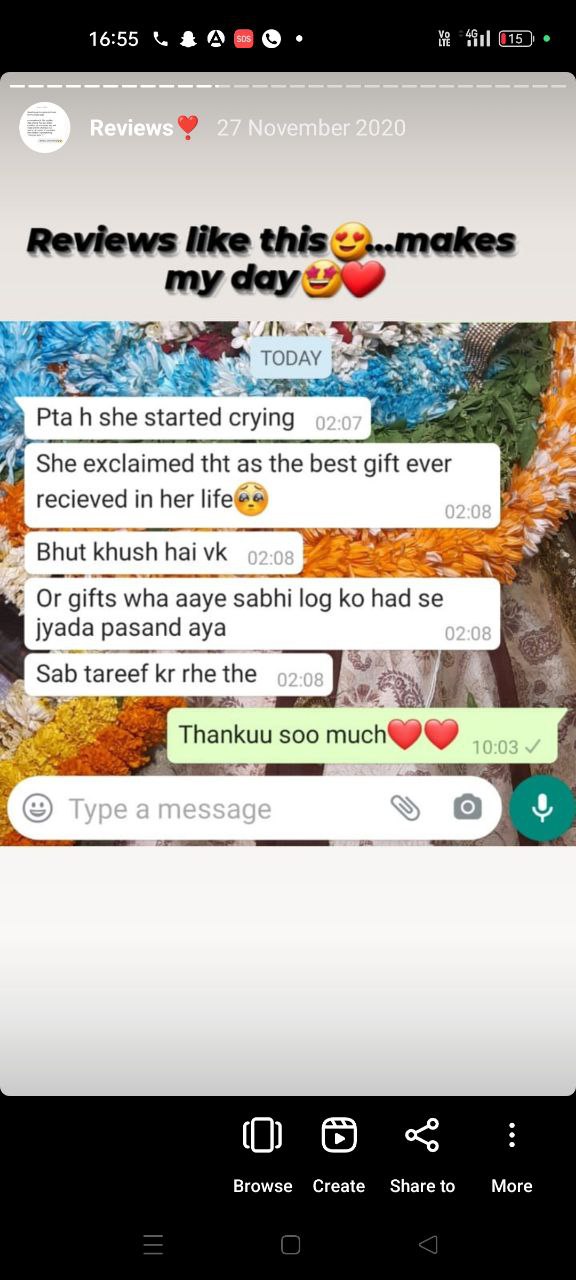 16:55
SOS
Vo LTE
4G
15
Reviews❣️ 27 November 2020
Reviews like this😍...makes
my day🤩❤️
TODAY
Pta h she started crying 02:07
She exclaimed tht as the best gift ever
recieved in her life🥺 02:08
Bhut khush hai vk 02:08
Or gifts wha aaye sabhi log ko had se
jyada pasand aya 02:08
Sab tareef kr rhe the 02:08
Thankuu soo much❤️❤️ 10:03
Type a message
Browse Create Share to More